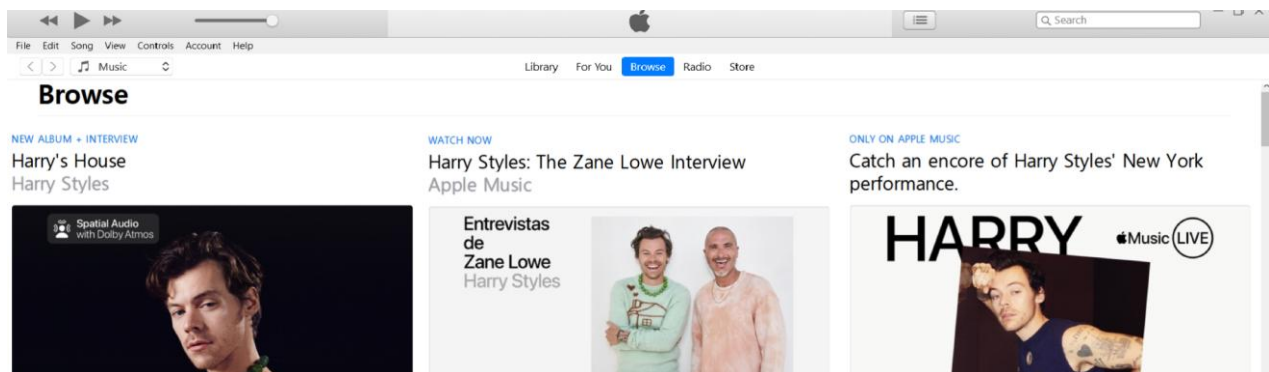 Search
File Edit Song View Controls Account Help
Music
Library For You Browse Radio Store
Browse
NEW ALBUM + INTERVIEW
Harry's House
Harry Styles
Spatial Audio
with Dolby Atmos
WATCH NOW
Harry Styles: The Zane Lowe Interview
Apple Music
Entrevistas
de
Zane Lowe
Harry Styles
ONLY ON APPLE MUSIC
Catch an encore of Harry Styles' New York
performance.
HARRY
Music LIVE